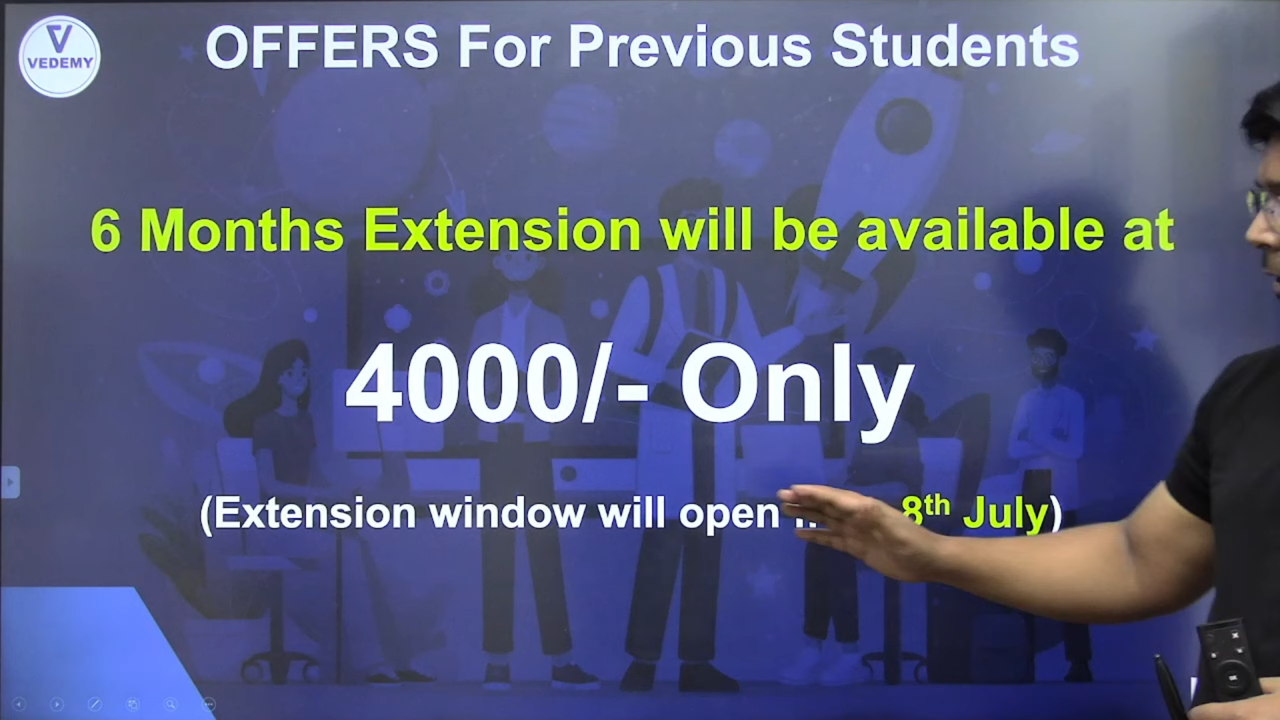 VEDEMY
OFFERS For Previous Students
6 Months Extension will be available at
4000/- Only
(Extension window will open 8th July)